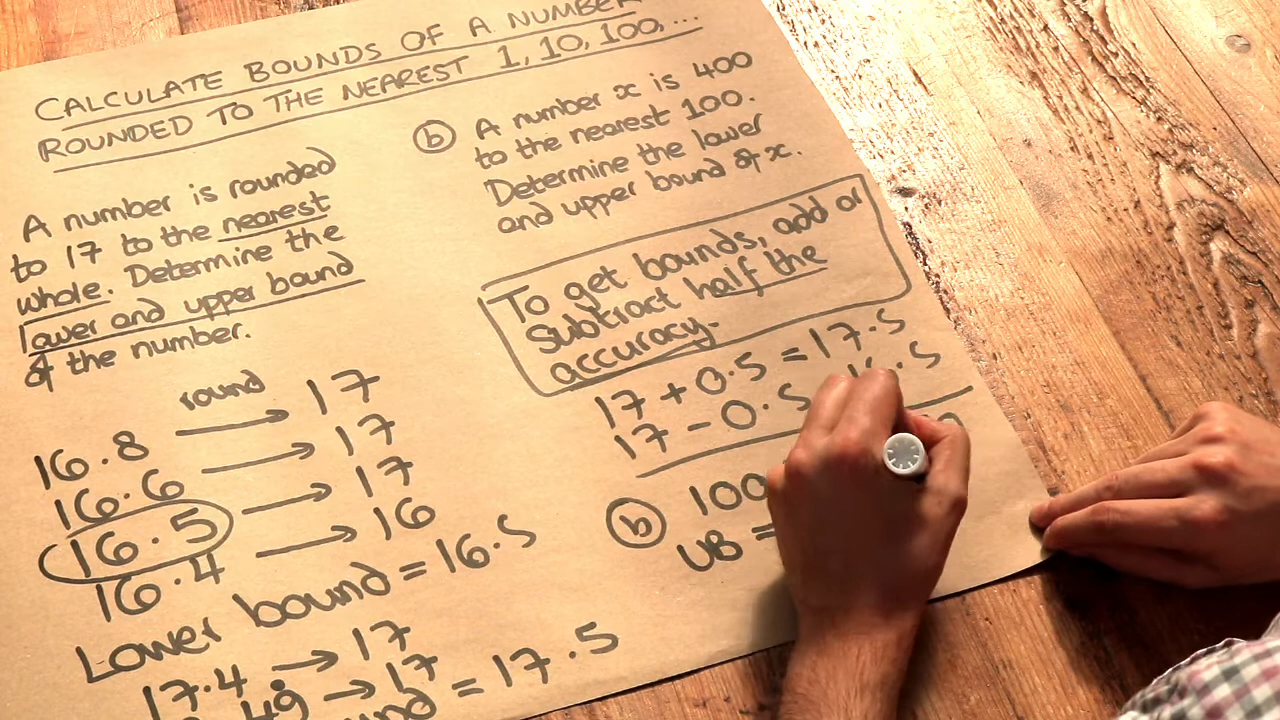 CALCULATE BOUNDS OF A NUMBER
ROUNDED TO THE NEAREST 1, 10, 100, ...
A number is rounded
to 17 to the nearest
whole. Determine the
lower and upper bound
of the number.
round
16.8 → 17
16.6 → 17
16.5 → 17
16.4 → 16
Lower bound = 16.5
17.4 → 17
49 → 17
= 17.5
(b) A number x is 400
to the nearest 100.
Determine the lower
and upper bound of x.
To get bounds, add or
subtract half the
accuracy.
17 + 0.5 = 17.5
17 - 0.5 16.5
(b) 100
UB =